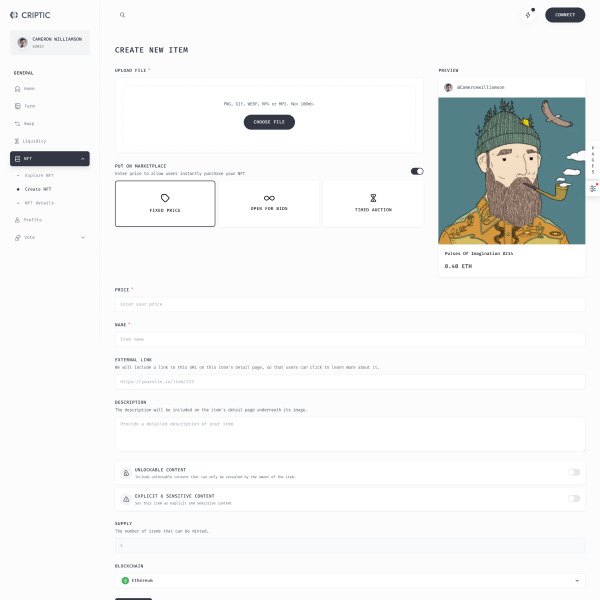 CRIPTIC
CONNECT
CAMERON WILLIAMSON
admin
GENERAL
Home
Farm
Swap
Liquidity
NFT
Explore NFT
Create NFT
NFT details
Profile
Vote
CREATE NEW ITEM
UPLOAD FILE *
PNG, GIF, WEBP, MP4 or MP3. Max 100mb.
CHOOSE FILE
PUT ON MARKETPLACE
Enter price to allow users instantly purchase your NFT
FIXED PRICE
OPEN FOR BIDS
TIMED AUCTION
PREVIEW
@Cameronwilliamson
Pulses Of Imagination #214
0.40 ETH
PAGES
PRICE *
Enter your price
NAME *
Item name
EXTERNAL LINK
We will include a link to this URL on this item's detail page, so that users can click to learn more about it.
https://yoursite.io/item/123
DESCRIPTION
The description will be included on the item's detail page underneath its image.
Provide a detailed description of your item
UNLOCKABLE CONTENT
Include unlockable content that can only be revealed by the owner of the item.
EXPLICIT & SENSITIVE CONTENT
Set this item as explicit and sensitive content
SUPPLY
The number of items that can be minted.
1
BLOCKCHAIN
Ethereum